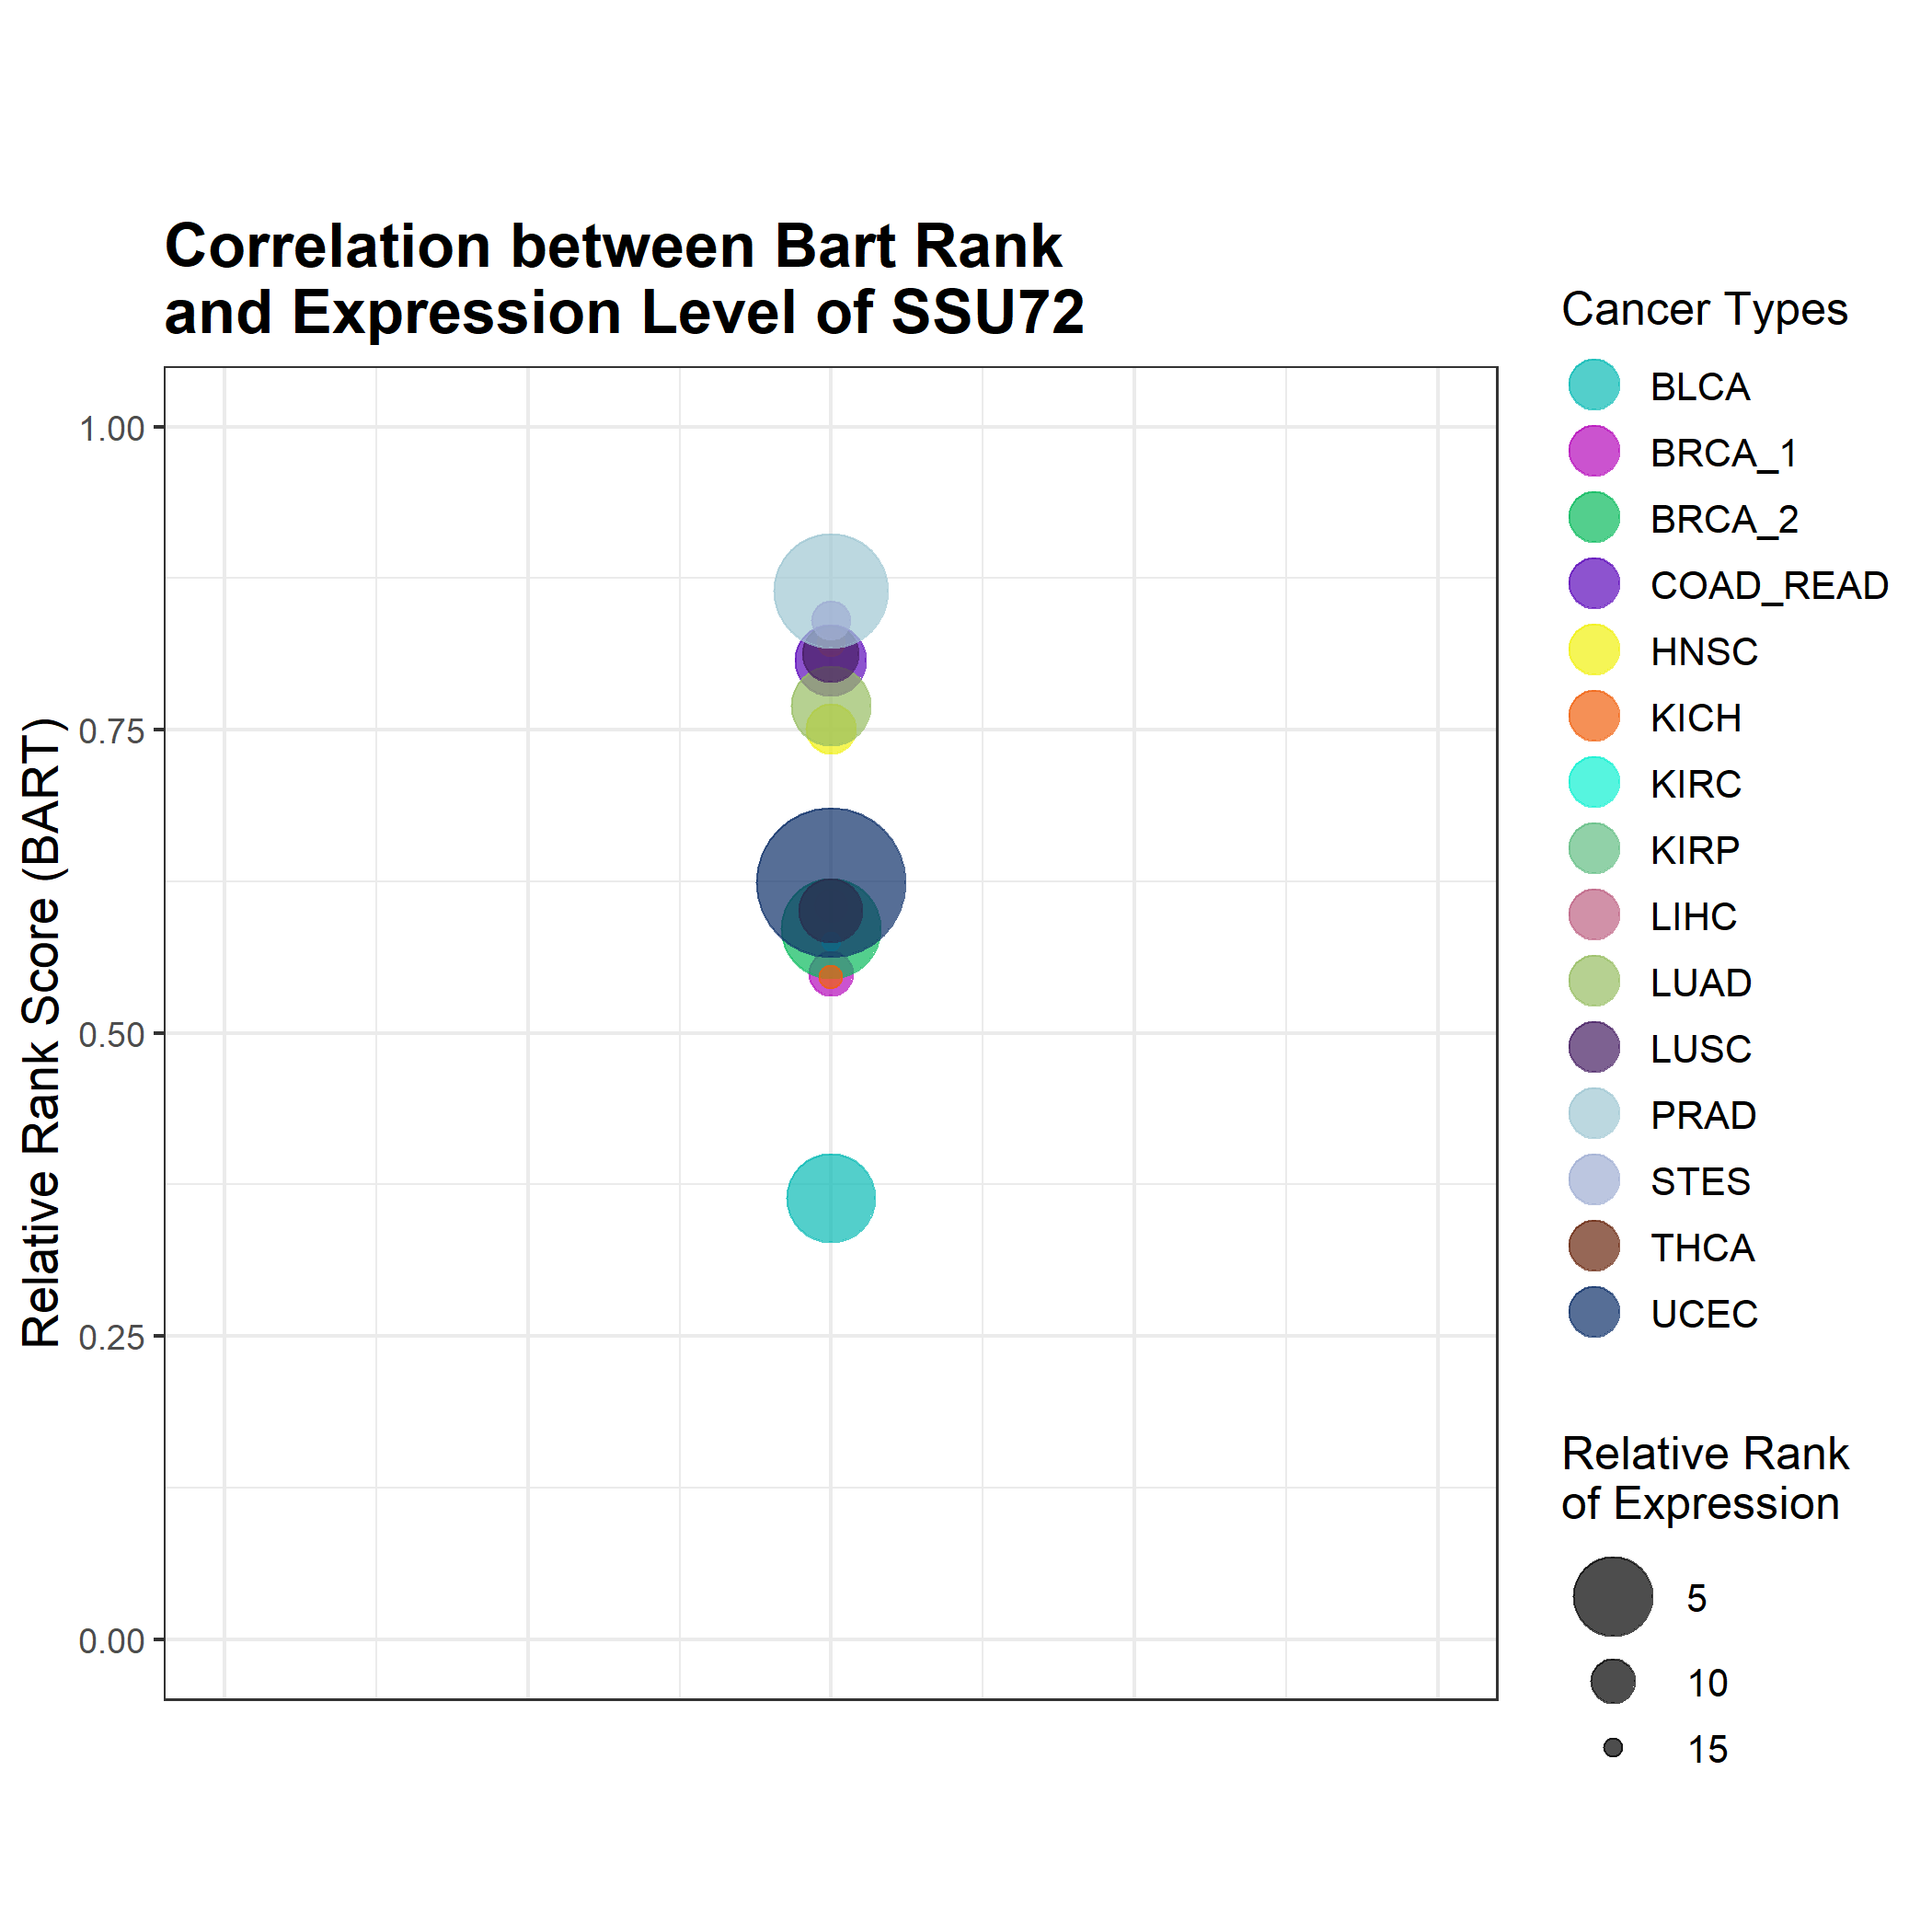 Correlation between Bart Rank
and Expression Level of SSU72
Relative Rank Score (BART)
1.00
0.75
0.50
0.25
0.00
Cancer Types
BLCA
BRCA_1
BRCA_2
COAD_READ
HNSC
KICH
KIRC
KIRP
LIHC
LUAD
LUSC
PRAD
STES
THCA
UCEC
Relative Rank
of Expression
5
10
15